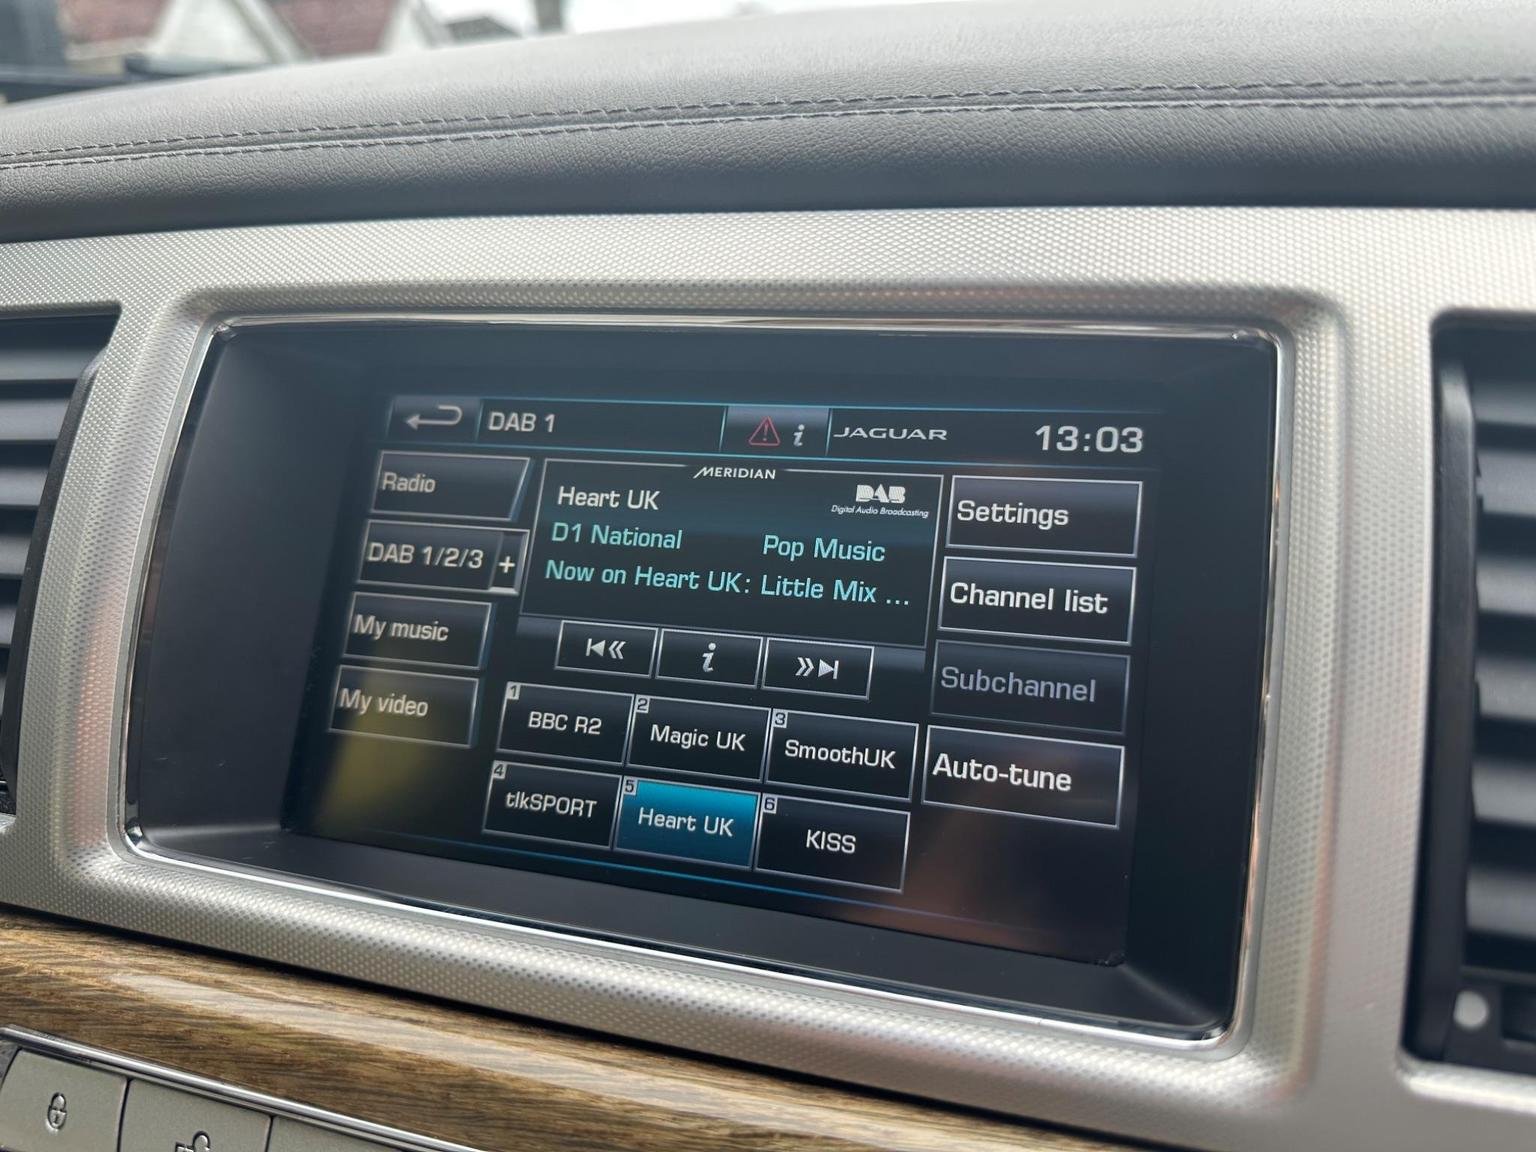 DAB 1
i
JAGUAR
13:03
Radio
DAB 1/2/3 +
My music
My video
MERIDIAN
Heart UK
DAB
Digital Audio Broadcasting
D1 National
Pop Music
Now on Heart UK: Little Mix ...
i
1
BBC R2
2
Magic UK
3
SmoothUK
4
tlkSPORT
5
Heart UK
6
KISS
Settings
Channel list
Subchannel
Auto-tune